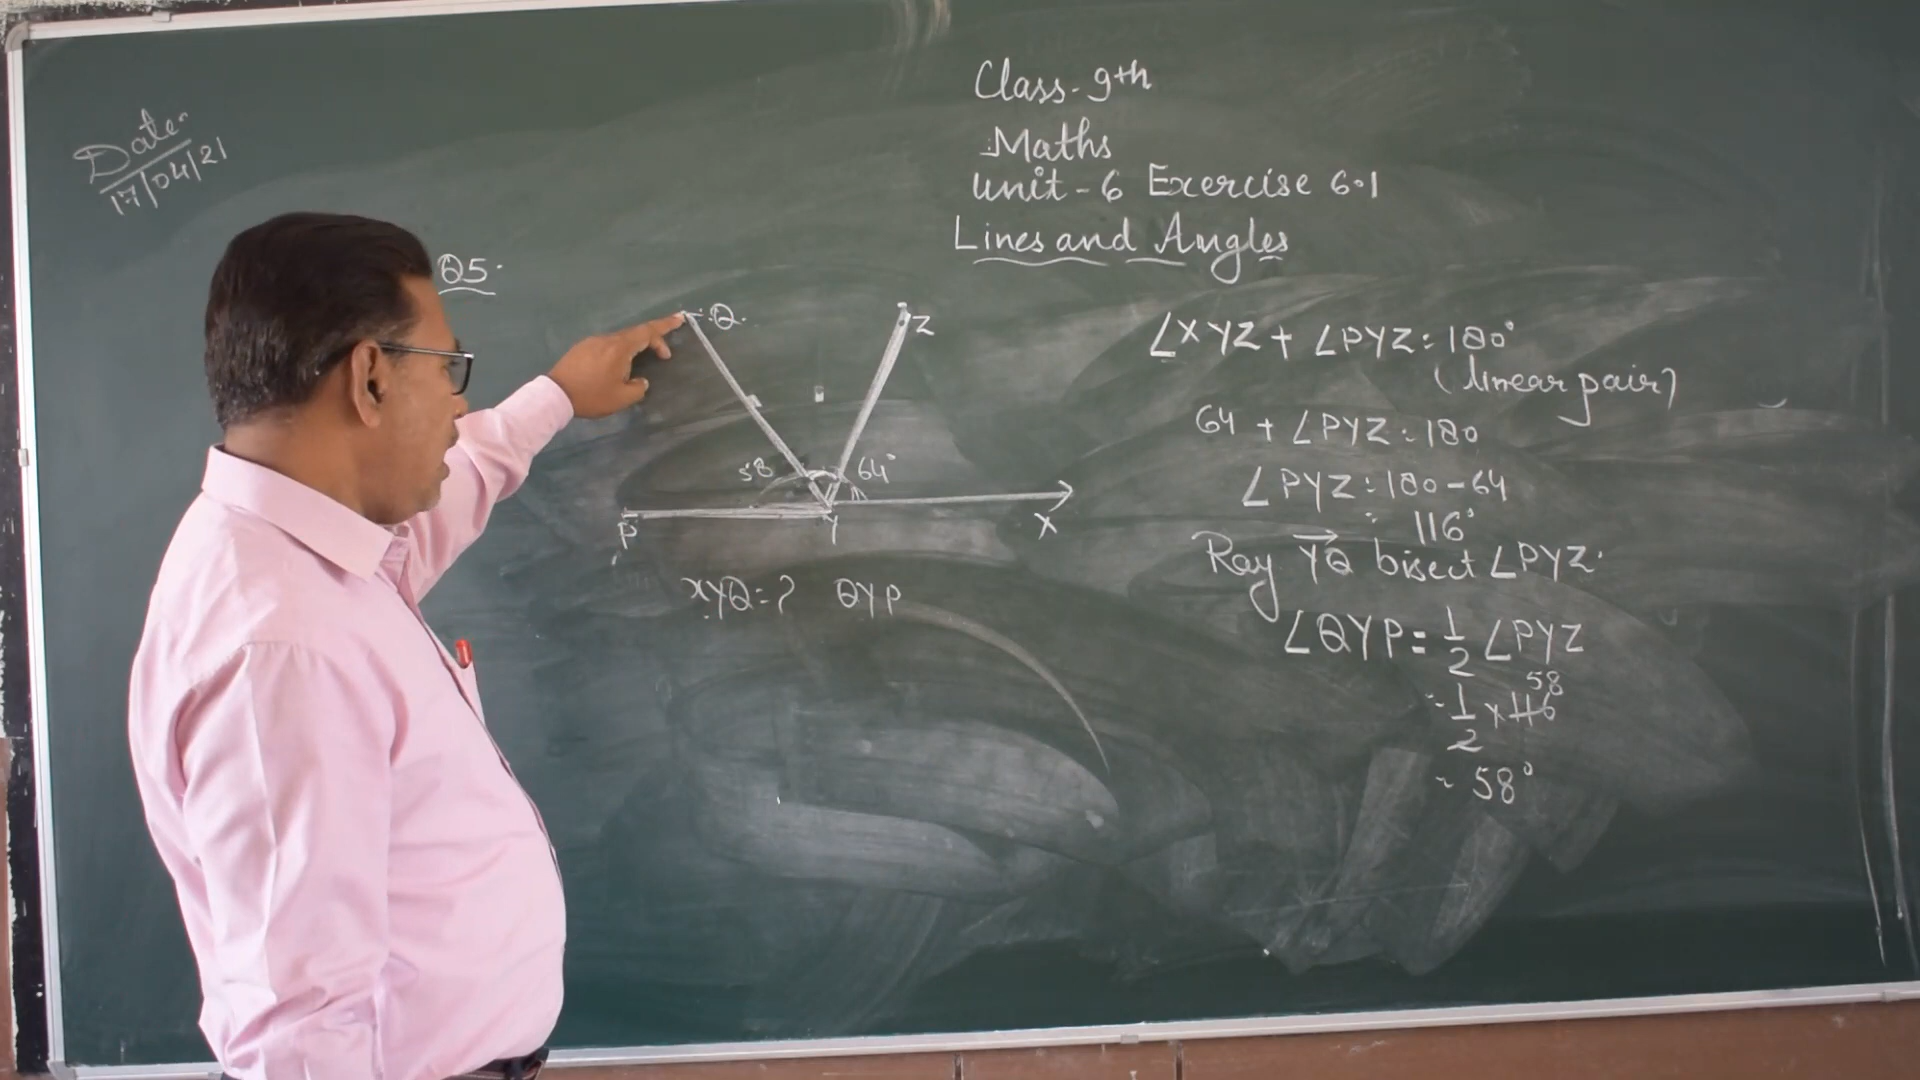 Date.
17/04/21
Class-9th
Maths
Unit-6 Exercise 6.1
Lines and Angles
Q5.
Q.
Z
58
64°
P
Y
X
XYQ=? QYP
∠XYZ + ∠PYZ = 180°
(linear pair)
64 + ∠PYZ = 180
∠PYZ = 180-64
= 116°
Ray YQ bisect ∠PYZ.
∠QYP = 1/2 ∠PYZ
58
= 1/2 x 116
= 58°